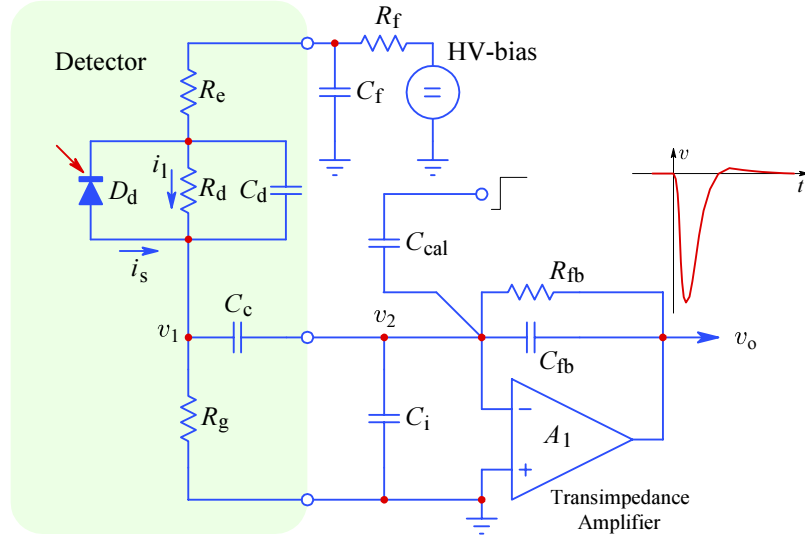 Rf
HV-bias
Detector
Re
Cf
=
il
Dd
Rd
Cd
is
v
t
Ccal
Rfb
v1
Cc
v2
Cfb
vo
Rg
Ci
−
A1
+
Transimpedance
Amplifier